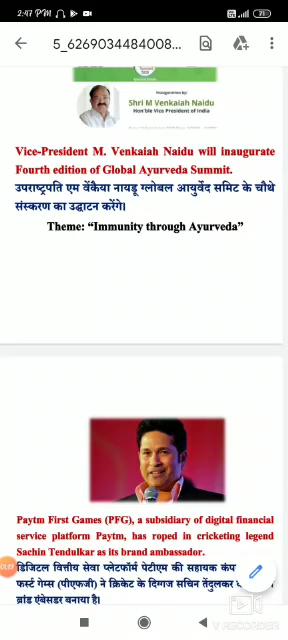 2:47 PM
71
5_6269034484008...
Inauguration by:
Shri M Venkaiah Naidu
Hon'ble Vice President of India
Vice-President M. Venkaiah Naidu will inaugurate
Fourth edition of Global Ayurveda Summit.
उपराष्ट्रपति एम वेंकैया नायडू ग्लोबल आयुर्वेद समिट के चौथे
संस्करण का उद्घाटन करेंगे।
Theme: “Immunity through Ayurveda”
Paytm First Games (PFG), a subsidiary of digital financial
service platform Paytm, has roped in cricketing legend
Sachin Tendulkar as its brand ambassador.
डिजिटल वित्तीय सेवा प्लेटफॉर्म पेटीएम की सहायक कंप
फर्स्ट गेम्स (पीएफजी) ने क्रिकेट के दिग्गज सचिन तेंदुलकर
ब्रांड एंबेसडर बनाया है।
V RECORDER